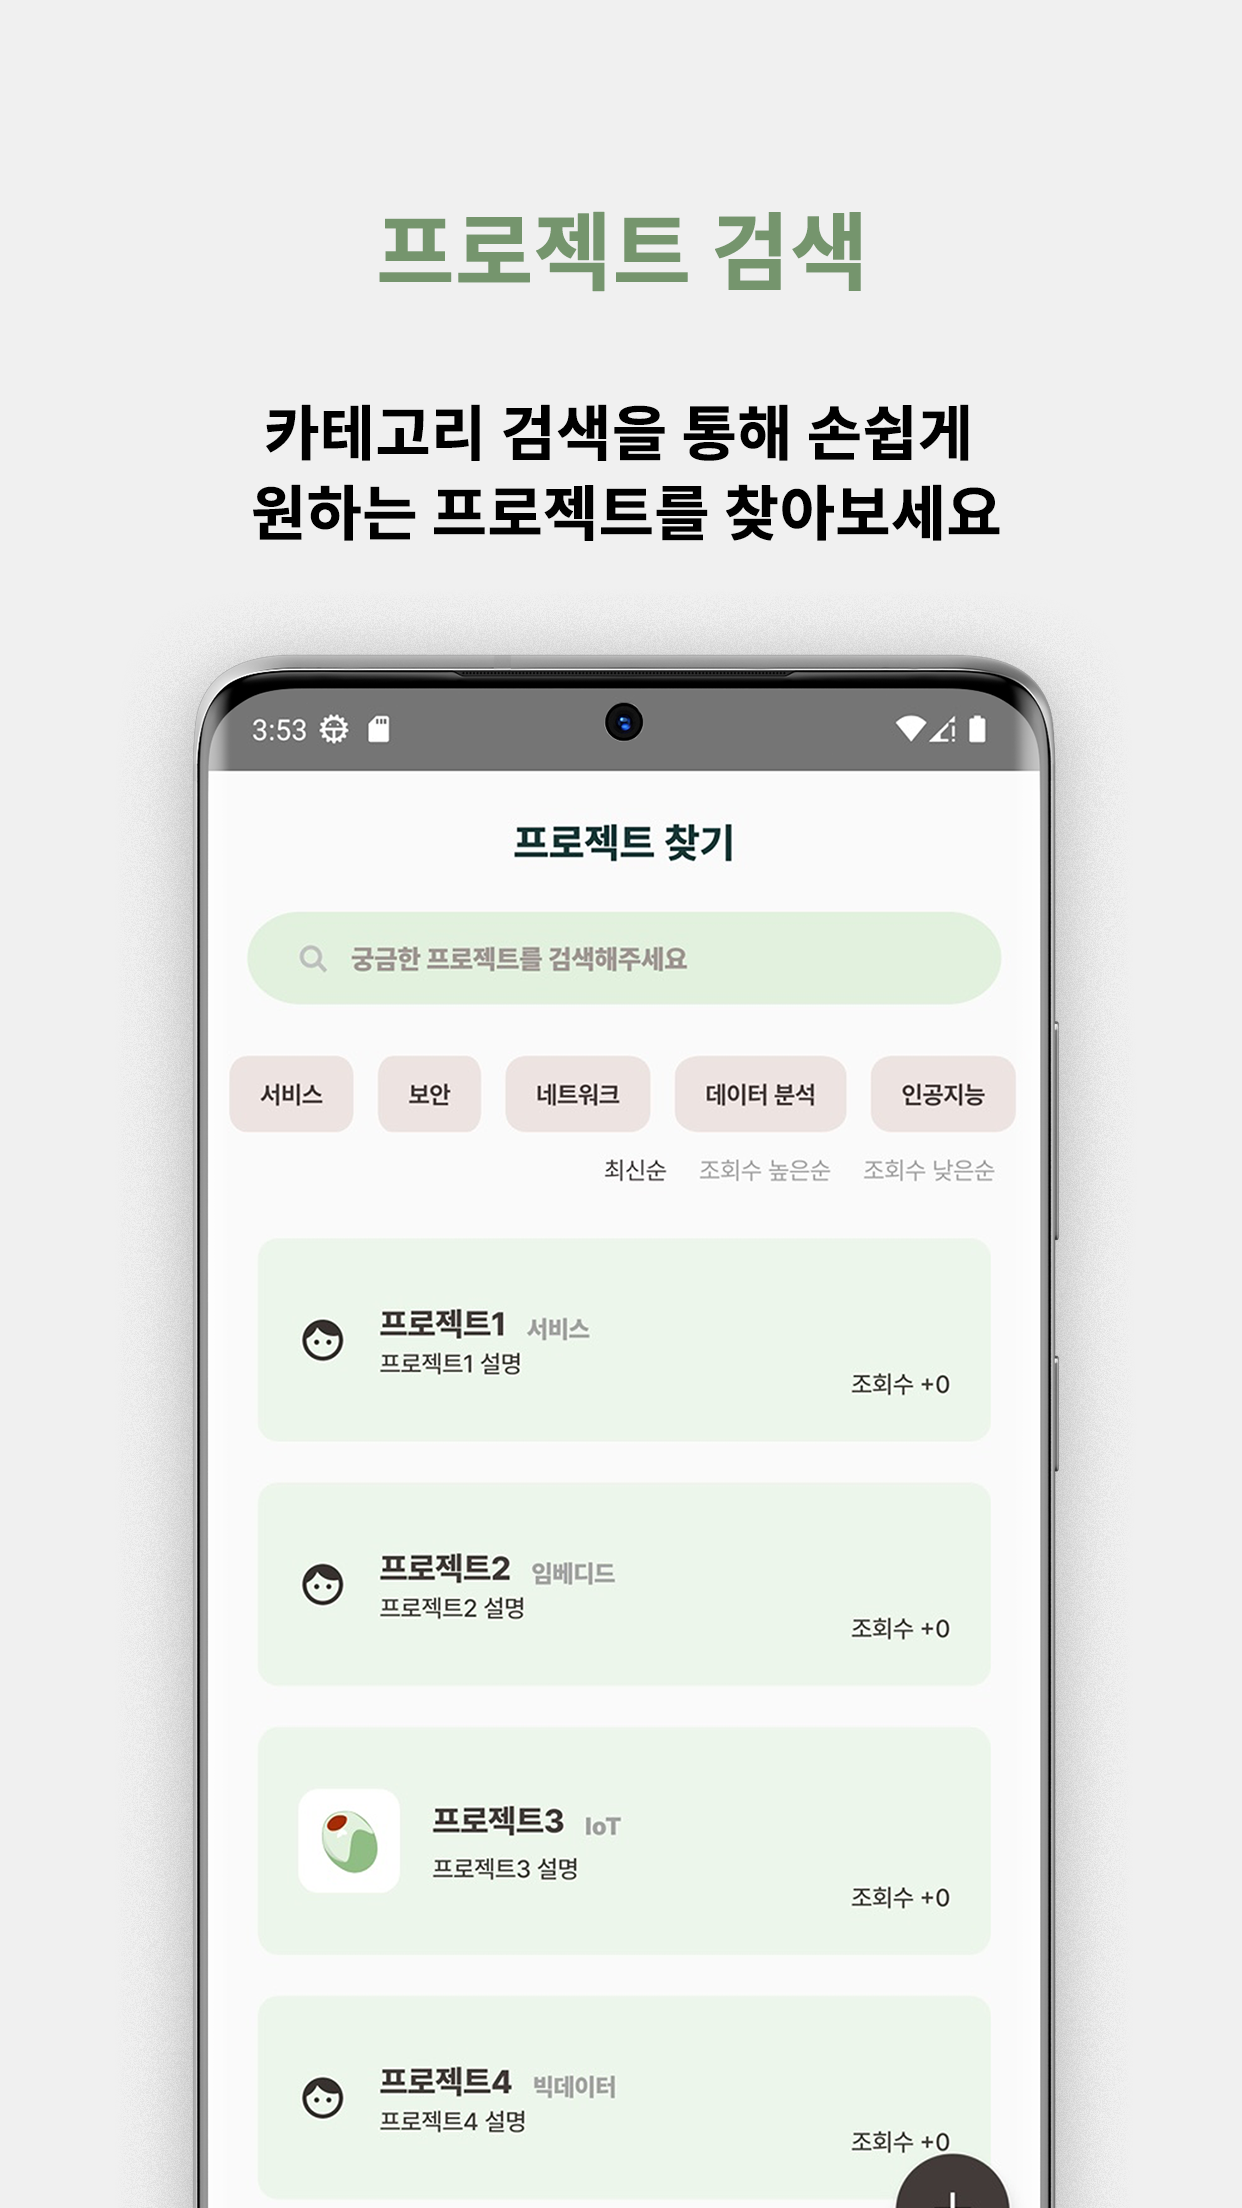 프로젝트 검색
카테고리 검색을 통해 손쉽게
원하는 프로젝트를 찾아보세요
3:53
프로젝트 찾기
궁금한 프로젝트를 검색해주세요
서비스 보안 네트워크 데이터 분석 인공지능
최신순 조회수 높은순 조회수 낮은순
프로젝트1 서비스
프로젝트1 설명
조회수 +0
프로젝트2 임베디드
프로젝트2 설명
조회수 +0
프로젝트3 IoT
프로젝트3 설명
조회수 +0
프로젝트4 빅데이터
프로젝트4 설명
조회수 +0